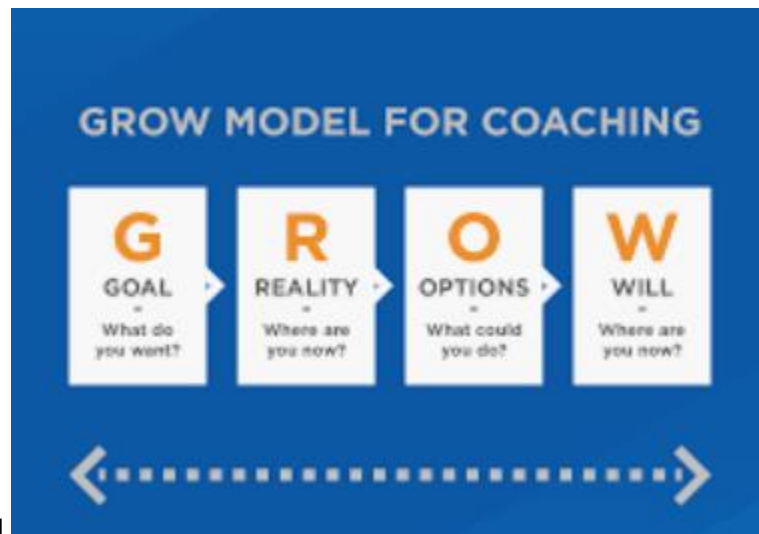 GROW MODEL FOR COACHING
G
GOAL
-
What do
you want?
R
REALITY
-
Where are
you now?
O
OPTIONS
-
What could
you do?
W
WILL
-
Where are
you now?